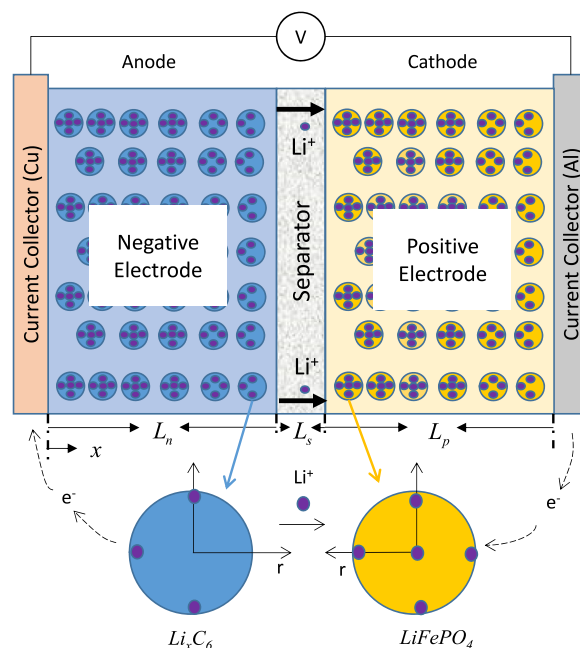 V
Anode
Cathode
Current Collector (Cu)
Negative
Electrode
Separator
Li⁺
Li⁺
Positive
Electrode
Current Collector (Al)
x
Lₙ
Lₛ
Lₚ
e⁻
Li⁺
e⁻
r
r
LiₓC₆
LiFePO₄